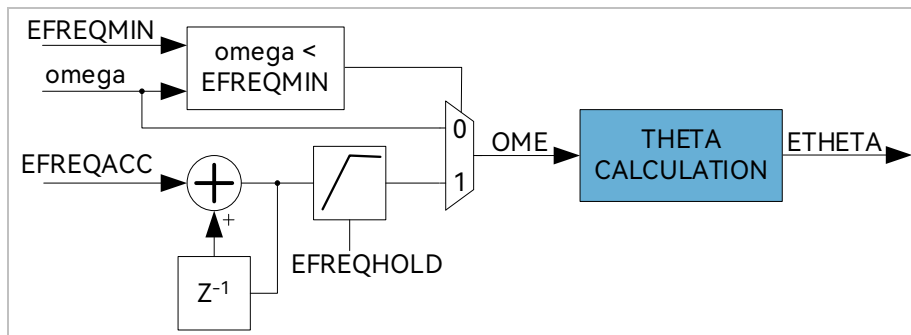 EFREQMIN
omega <
EFREQMIN
omega
0
OME
THETA
CALCULATION
ETHETA
EFREQACC
+
1
+
EFREQHOLD
Z⁻¹